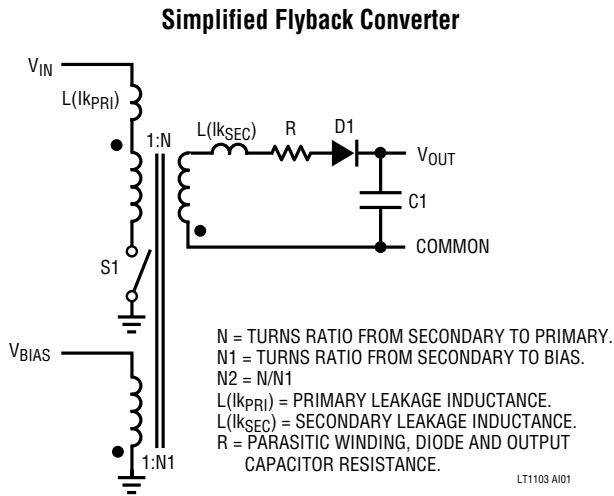 Simplified Flyback Converter
VIN
L(lkPRI)
1:N
L(lkSEC)
R
D1
VOUT
C1
COMMON
S1
VBIAS
1:N1
N = TURNS RATIO FROM SECONDARY TO PRIMARY.
N1 = TURNS RATIO FROM SECONDARY TO BIAS.
N2 = N/N1
L(lkPRI) = PRIMARY LEAKAGE INDUCTANCE.
L(lkSEC) = SECONDARY LEAKAGE INDUCTANCE.
R = PARASITIC WINDING, DIODE AND OUTPUT
CAPACITOR RESISTANCE.
LT1103 AI01